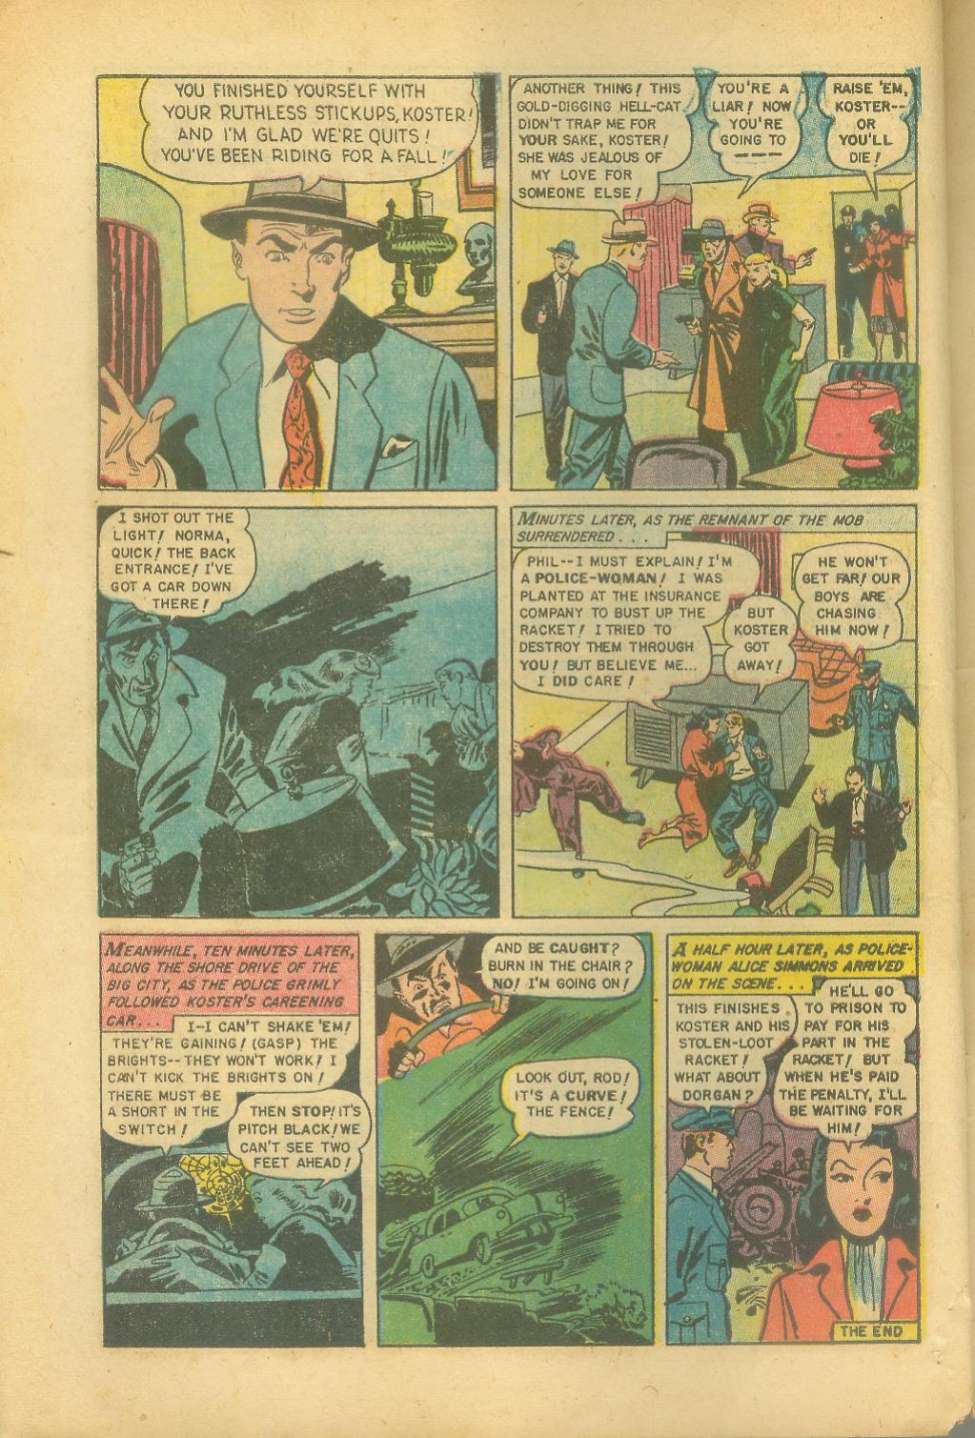 YOU FINISHED YOURSELF WITH
YOUR RUTHLESS STICKUPS, KOSTER!
AND I'M GLAD WE'RE QUITS!
YOU'VE BEEN RIDING FOR A FALL!
ANOTHER THING! THIS
GOLD-DIGGING HELL-CAT
DIDN'T TRAP ME FOR
YOUR SAKE, KOSTER!
SHE WAS JEALOUS OF
MY LOVE FOR
SOMEONE ELSE!
YOU'RE A
LIAR! NOW
YOU'RE
GOING TO
---
RAISE 'EM,
KOSTER--
OR
YOU'LL
DIE!
I SHOT OUT THE
LIGHT! NORMA,
QUICK! THE BACK
ENTRANCE! I'VE
GOT A CAR DOWN
THERE!
MINUTES LATER, AS THE REMNANT OF THE MOB
SURRENDERED . . .
PHIL--I MUST EXPLAIN! I'M
A POLICE-WOMAN! I WAS
PLANTED AT THE INSURANCE
COMPANY TO BUST UP THE
RACKET! I TRIED TO
DESTROY THEM THROUGH
YOU! BUT BELIEVE ME...
I DID CARE!
BUT
KOSTER
GOT
AWAY!
HE WON'T
GET FAR! OUR
BOYS ARE
CHASING
HIM NOW!
MEANWHILE, TEN MINUTES LATER,
ALONG THE SHORE DRIVE OF THE
BIG CITY, AS THE POLICE GRIMLY
FOLLOWED KOSTER'S CAREENING
CAR...
I--I CAN'T SHAKE 'EM!
THEY'RE GAINING! (GASP) THE
BRIGHTS--THEY WON'T WORK! I
CAN'T KICK THE BRIGHTS ON!
THERE MUST BE
A SHORT IN THE
SWITCH!
THEN STOP! IT'S
PITCH BLACK! WE
CAN'T SEE TWO
FEET AHEAD!
AND BE CAUGHT?
BURN IN THE CHAIR?
NO! I'M GOING ON!
LOOK OUT, ROD!
IT'S A CURVE!
THE FENCE!
A HALF HOUR LATER, AS POLICE-
WOMAN ALICE SIMMONS ARRIVED
ON THE SCENE...
THIS FINISHES
KOSTER AND HIS
STOLEN-LOOT
RACKET!
WHAT ABOUT
DORGAN?
HE'LL GO
TO PRISON TO
PAY FOR HIS
PART IN THE
RACKET! BUT
WHEN HE'S PAID
THE PENALTY, I'LL
BE WAITING FOR
HIM!
THE END